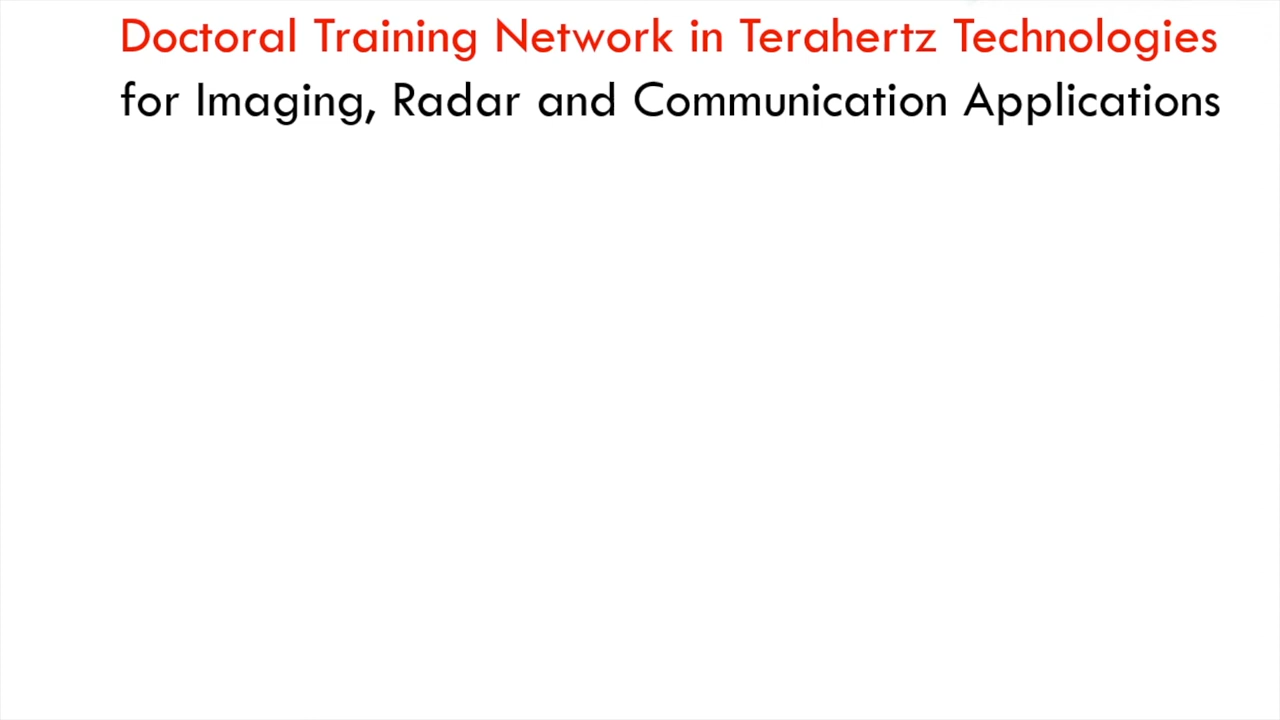 Doctoral Training Network in Terahertz Technologies
for Imaging, Radar and Communication Applications